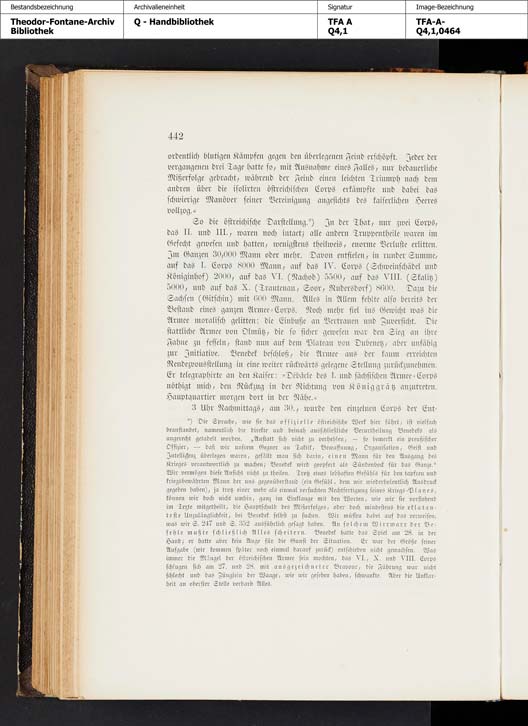 Bestandsbezeichnung
Archivalieneinheit
Signatur
Image-Bezeichnung
Theodor-Fontane-Archiv
Bibliothek
Q - Handbibliothek
TFA A
Q4,1
TFA-A-
Q4,1,0464
442
ordentlich blutigen Kämpfen gegen den überlegenen Feind erschöpft. Jeder der
vergangenen drei Tage hatte so, mit Ausnahme eines Falles, nur bedauerliche
Mißerfolge gebracht, während der Feind einen leichten Triumph nach dem
andren über die isolirten östreichischen Corps erkämpfte und dabei das
schwierige Manöver seiner Vereinigung angesichts des kaiserlichen Heeres
vollzog.«
So die östreichische Darstellung.*) In der That, nur zwei Corps,
das II. und III., waren noch intact; alle andern Truppentheile waren im
Gefecht gewesen und hatten, wenigstens theilweis, enorme Verluste erlitten.
Im Ganzen 30,000 Mann oder mehr. Davon entfielen, in runder Summe,
auf das I. Corps 8000 Mann, auf das IV. Corps (Schweinschädel und
Königinhof) 2000, auf das VI. (Nachod) 5500, auf das VIII. (Skalitz)
5000, und auf das X. (Trautenau, Soor, Rudersdorf) 8600. Dazu die
Sachsen (Gitschin) mit 600 Mann. Alles in Allem fehlte also bereits der
Bestand eines ganzen Armee-Corps. Noch mehr fiel ins Gewicht was die
Armee moralisch gelitten: die Einbuße an Vertrauen und Zuversicht. Die
stattliche Armee von Olmütz, die so sicher gewesen war den Sieg an ihre
Fahne zu fesseln, stand nun auf dem Plateau von Dubenetz, aber unfähig
zur Initiative. Benedek beschloß, die Armee aus der kaum erreichten
Rendezvousstellung in eine weiter rückwärts gelegene Stellung zurückzunehmen.
Er telegraphirte an den Kaiser: »Debâcle des I. und sächsischen Armee-Corps
nöthigt mich, den Rückzug in der Richtung von Königgrätz anzutreten.
Hauptquartier morgen dort in der Nähe.«
3 Uhr Nachmittags, am 30., wurde den einzelnen Corps der Ent-
*) Die Sprache, wie sie das offizielle östreichische Werk hier führt, ist vielfach
beanstandet, namentlich die direkte und beinah ausschließliche Verurtheilung Benedeks als
ungerecht getadelt worden. „Anstatt sich nicht zu verhehlen, — so bemerkt ein preußischer
Offizier, — daß wir unsern Gegner an Taktik, Bewaffnung, Organisation, Geist und
Intelligenz überlegen waren, gefällt man sich darin, einen Mann für den Ausgang des
Krieges verantwortlich zu machen; Benedek wird geopfert als Sündenbock für das Ganze.“
Wir vermögen diese Ansicht nicht zu theilen. Trotz eines lebhaften Gefühls für den tapfren und
kriegsbewährten Mann der uns gegenüberstand (ein Gefühl, dem wir wiederholentlich Ausdruck
gegeben haben), ja trotz einer mehr als einmal versuchten Rechtfertigung seines Kriegs-Planes,
können wir doch nicht umhin, ganz im Einklange mit den Worten, wie wir sie vorstehend
im Texte mitgetheilt, die Hauptschuld des Mißerfolges, oder doch mindestens die eklatan-
teste Unzulänglichkeit, bei Benedek selbst zu suchen. Wir müssen dabei auf das verweisen,
was wir S. 247 und S. 352 ausführlich gesagt haben. An solchem Wirrwarr der Be-
fehle mußte schließlich Alles scheitern. Benedek hatte das Spiel am 28. in der
Hand; er hatte aber kein Auge für die Gunst der Situation. Er war der Größe seiner
Aufgabe (wir kommen später noch einmal darauf zurück) entschieden nicht gewachsen. Was
immer die Mängel der östreichischen Armee sein mochten, das VI., X. und VIII. Corps
schlugen sich am 27. und 28. mit ausgezeichneter Bravour, die Führung war nicht
schlecht und das Zünglein der Waage, wie wir gesehen haben, schwankte. Aber die Unklar-
heit an oberster Stelle verdarb Alles.